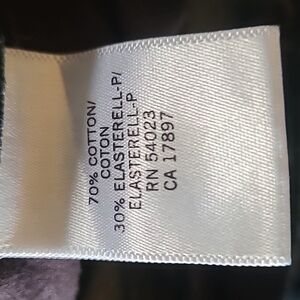 70% COTTON/
COTON
30% ELASTERELL-P/
ELASTERELL-P
RN 54023
CA 17897